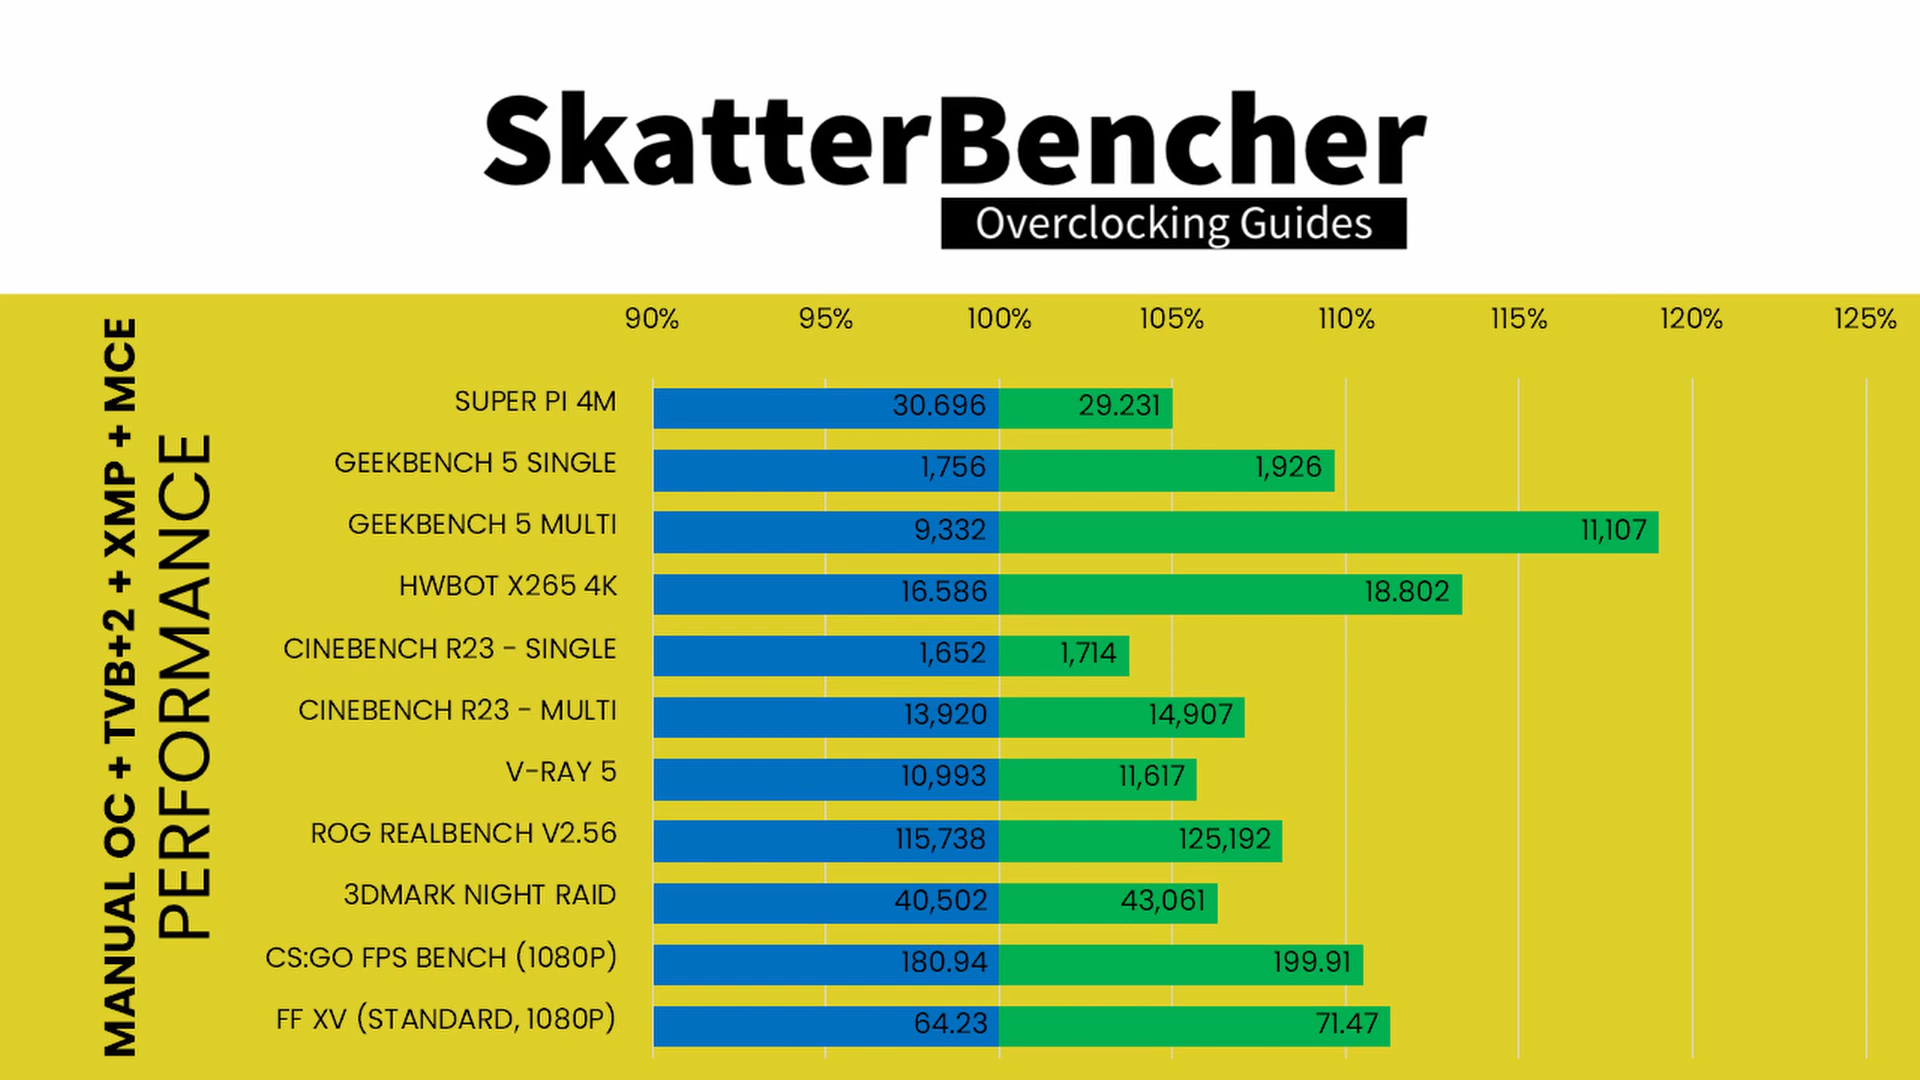 SkatterBencher
Overclocking Guides
MANUAL OC + TVB+2 + XMP + MCE
PERFORMANCE
90% 95% 100% 105% 110% 115% 120% 125%
SUPER PI 4M 30.696 29.231
GEEKBENCH 5 SINGLE 1,756 1,926
GEEKBENCH 5 MULTI 9,332 11,107
HWBOT X265 4K 16.586 18.802
CINEBENCH R23 - SINGLE 1,652 1,714
CINEBENCH R23 - MULTI 13,920 14,907
V-RAY 5 10,993 11,617
ROG REALBENCH V2.56 115,738 125,192
3DMARK NIGHT RAID 40,502 43,061
CS:GO FPS BENCH (1080P) 180.94 199.91
FF XV (STANDARD, 1080P) 64.23 71.47